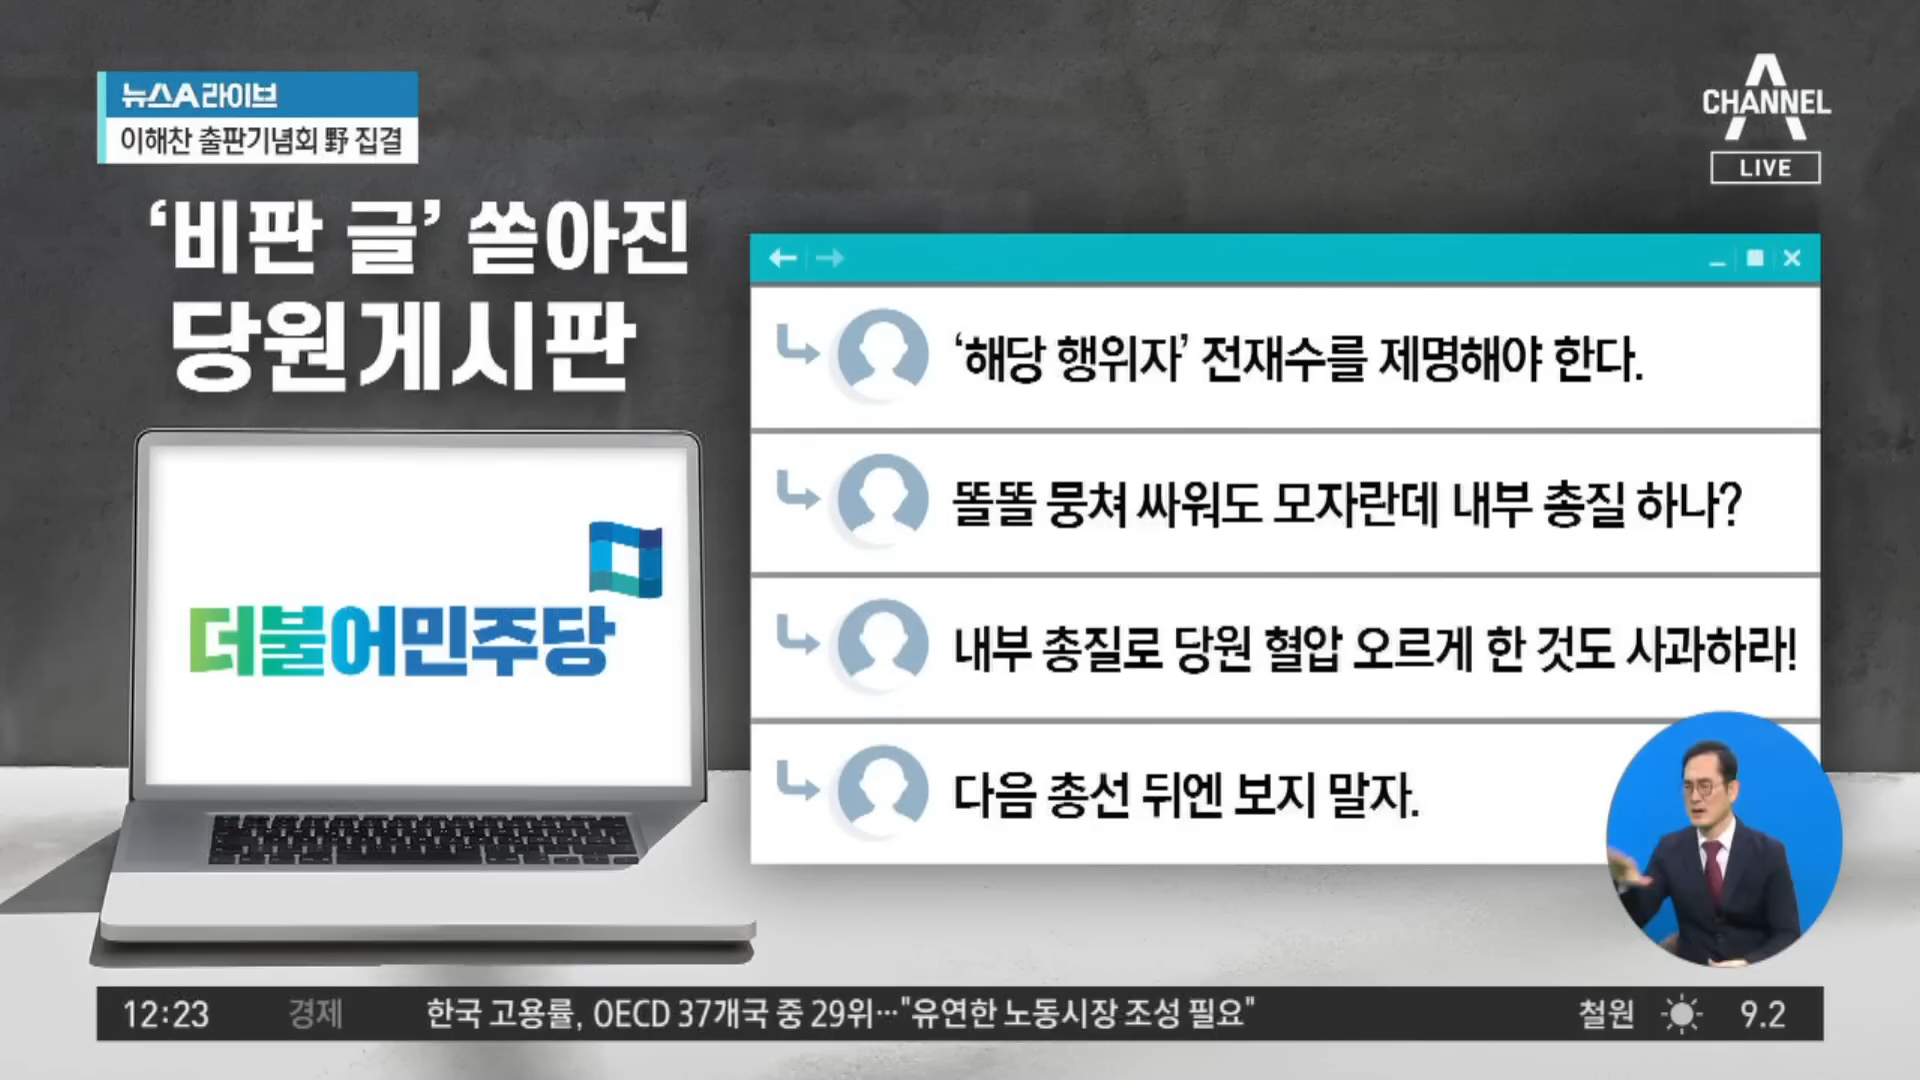 뉴스A라이브
이해찬 출판기념회 野 집결
CHANNEL A
LIVE
‘비판 글’ 쏟아진
당원게시판
더불어민주당
‘해당 행위자’ 전재수를 제명해야 한다.
똘똘 뭉쳐 싸워도 모자란데 내부 총질 하나?
내부 총질로 당원 혈압 오르게 한 것도 사과하라!
다음 총선 뒤엔 보지 말자.
12:23 경제 한국 고용률, OECD 37개국 중 29위…"유연한 노동시장 조성 필요" 철원 9.2